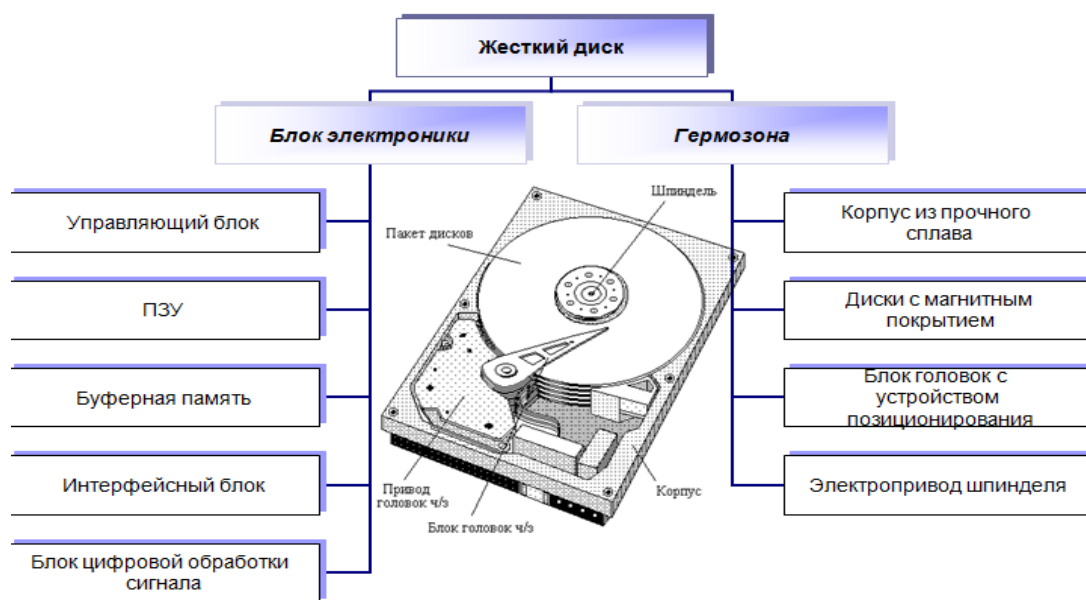 Жесткий диск
Блок электроники
Гермозона
Управляющий блок
ПЗУ
Буферная память
Интерфейсный блок
Блок цифровой обработки
сигнала
Шпиндель
Пакет дисков
Привод
головок ч/з
Блок головок ч/з
Корпус
Корпус из прочного
сплава
Диски с магнитным
покрытием
Блок головок с
устройством
позиционирования
Электропривод шпинделя